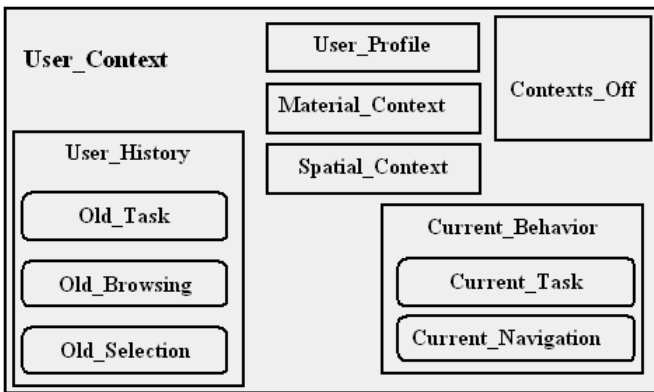 User_Context
User_Profile
Material_Context
Spatial_Context
Contexts_Off
User_History
Old_Task
Old_Browsing
Old_Selection
Current_Behavior
Current_Task
Current_Navigation